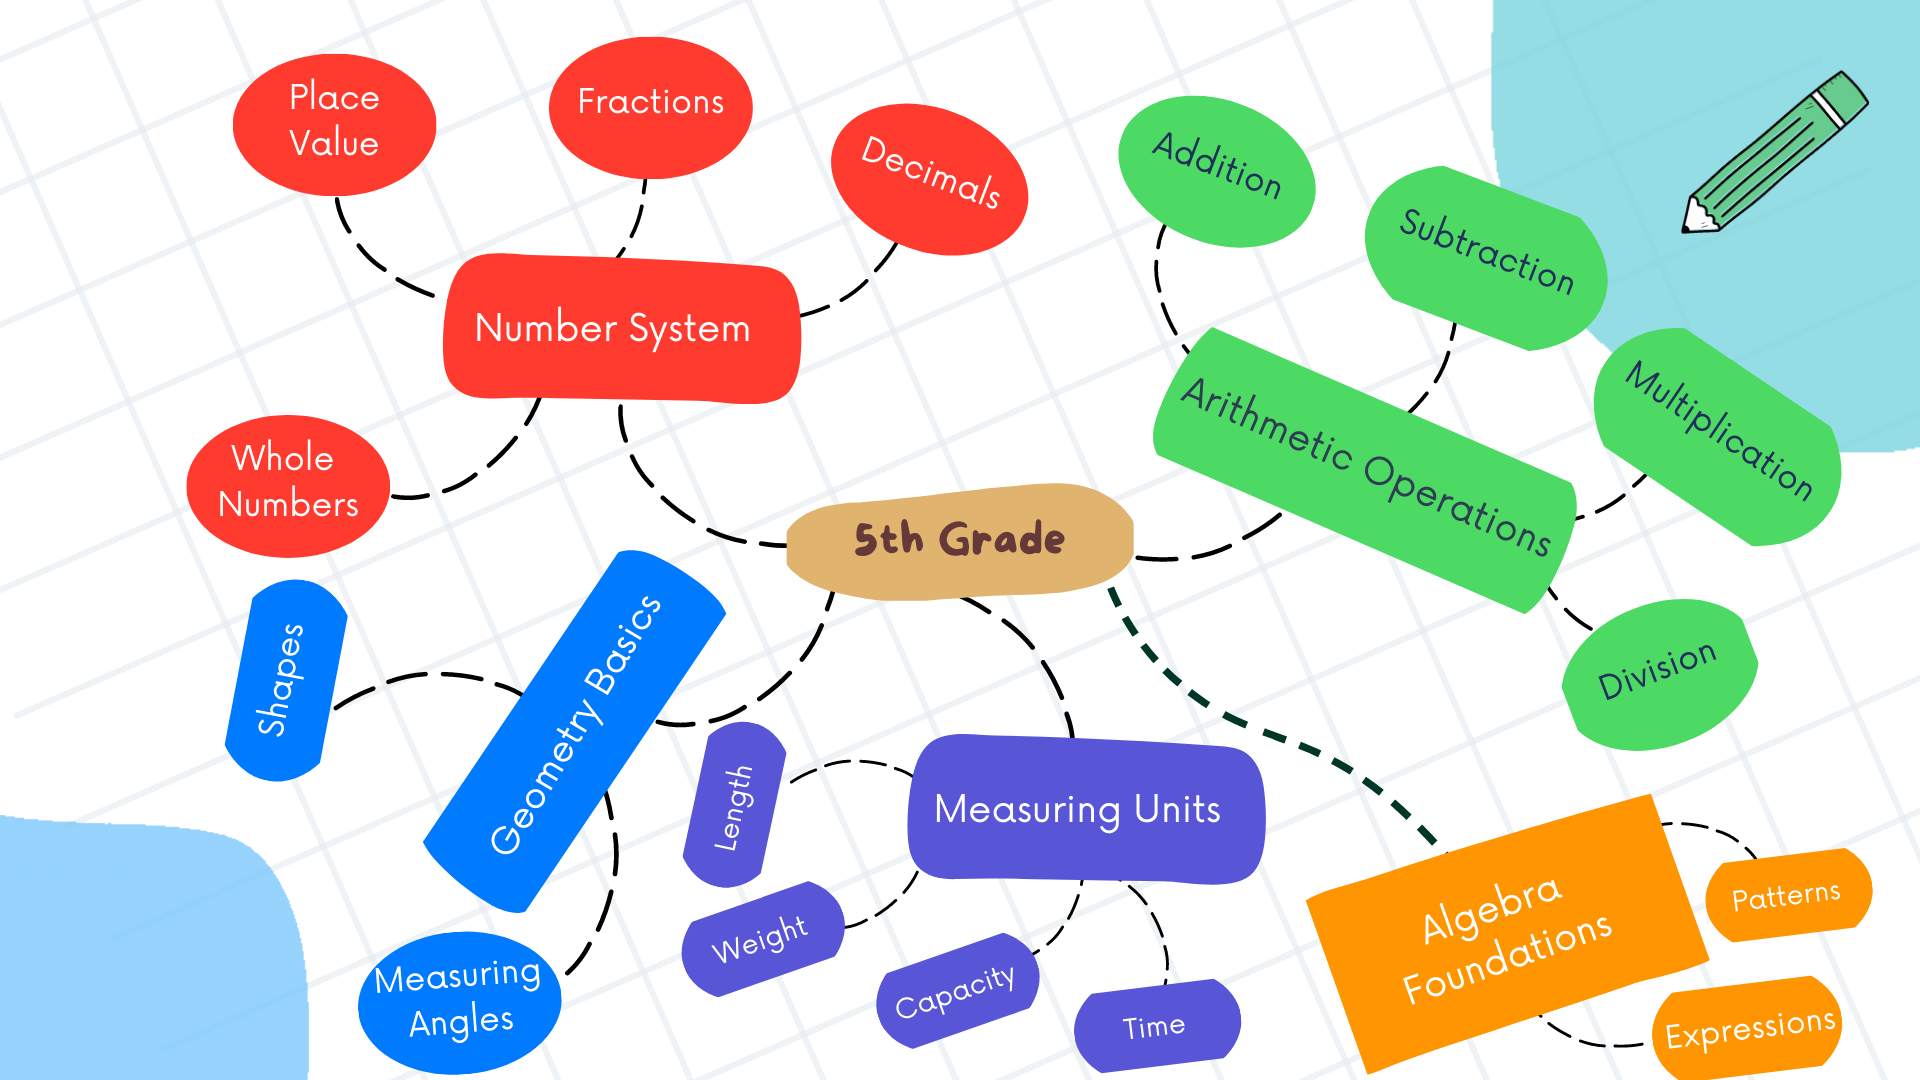 Place
Value
Fractions
Decimals
Number System
Whole
Numbers
Addition
Subtraction
Multiplication
Arithmetic Operations
Division
5th Grade
Shapes
Geometry Basics
Measuring
Angles
Length
Measuring Units
Weight
Capacity
Time
Algebra
Foundations
Patterns
Expressions